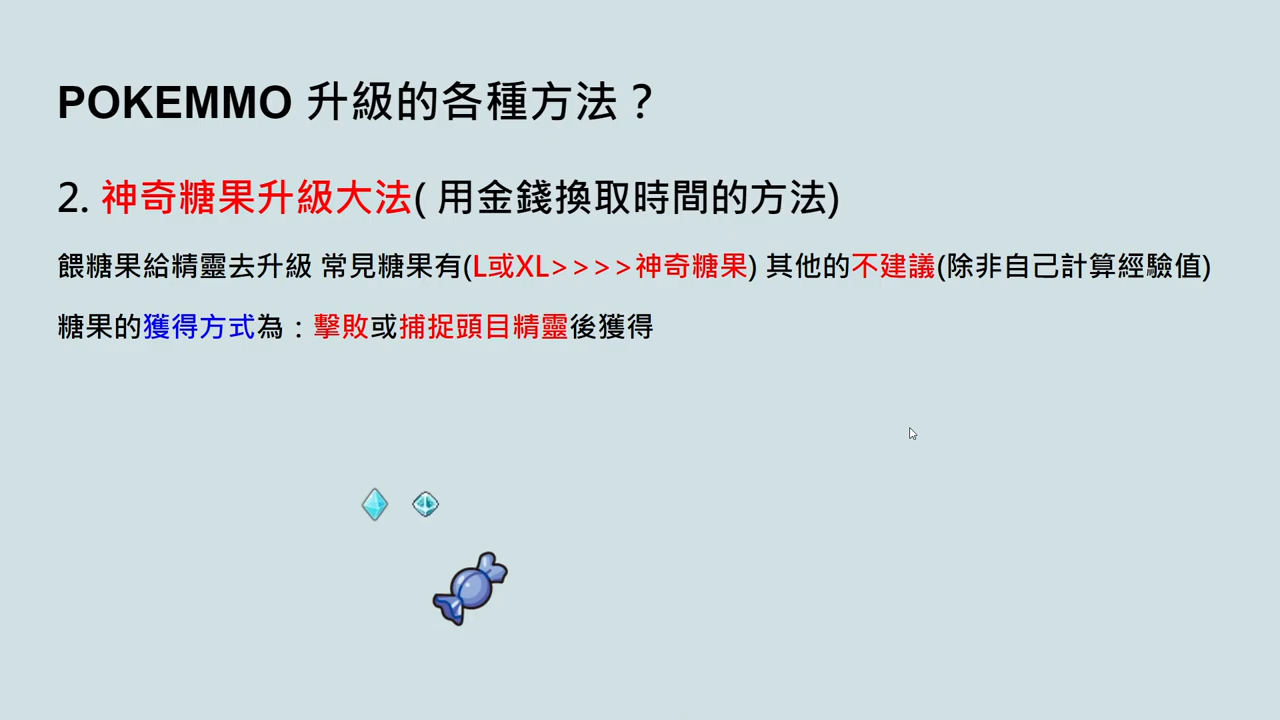 POKEMMO 升級的各種方法？
2. 神奇糖果升級大法( 用金錢換取時間的方法)
餵糖果給精靈去升級 常見糖果有(L或XL>>>>神奇糖果) 其他的不建議(除非自己計算經驗值)
糖果的獲得方式為：擊敗或捕捉頭目精靈後獲得